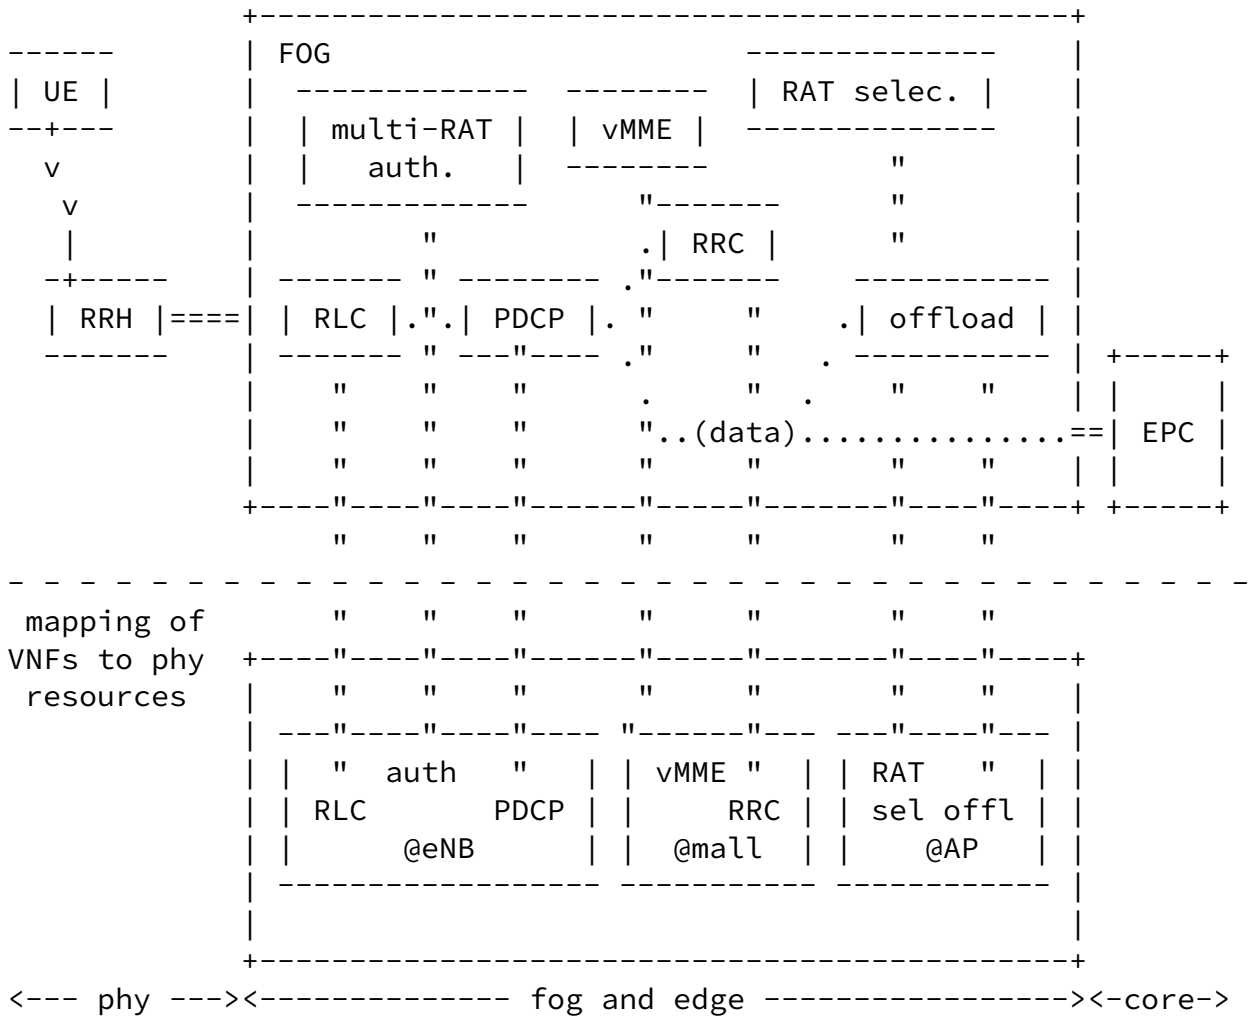 FOG
UE RAT selec.
multi-RAT vMME
auth.
RRC
RLC PDCP offload
RRH
(data) EPC
mapping of
VNFs to phy
resources
auth vMME RAT
RLC PDCP RRC sel offl
@eNB @mall @AP
<--- phy ---><-------------- fog and edge -----------------><-core->